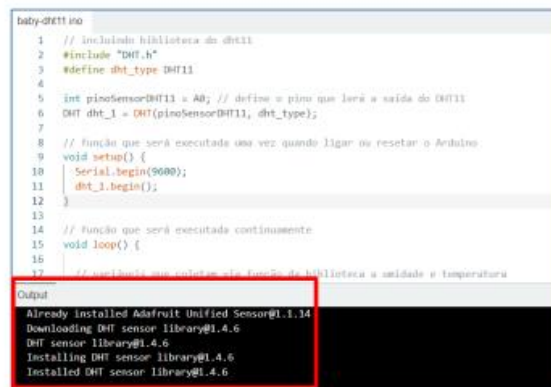 baby-dht11.ino
1 // incluindo biblioteca do dht11
2 #include "DHT.h"
3 #define dht_type DHT11
4
5 int pinoSensorDHT11 = A0; // define o pino que lerá a saída do DHT11
6 DHT dht_1 = DHT(pinoSensorDHT11, dht_type);
7
8 // função que será executada uma vez quando ligar ou resetar o Arduino
9 void setup() {
10 Serial.begin(9600);
11 dht_1.begin();
12 }
13
14 // função que será executada continuamente
15 void loop() {
16
17 // variáveis que coletam via função da biblioteca a umidade e temperatura
Output
Already installed Adafruit Unified Sensor@1.1.14
Downloading DHT sensor library@1.4.6
DHT sensor library@1.4.6
Installing DHT sensor library@1.4.6
Installed DHT sensor library@1.4.6